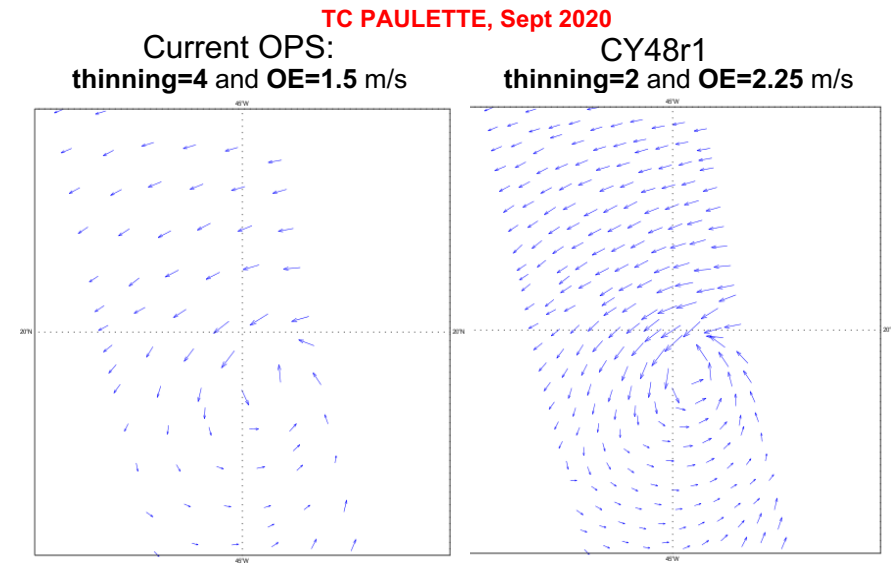 TC PAULETTE, Sept 2020
Current OPS:
thinning=4 and OE=1.5 m/s
CY48r1
thinning=2 and OE=2.25 m/s
45°W
45°W
20°N
20°N
20°
45°W
45°W